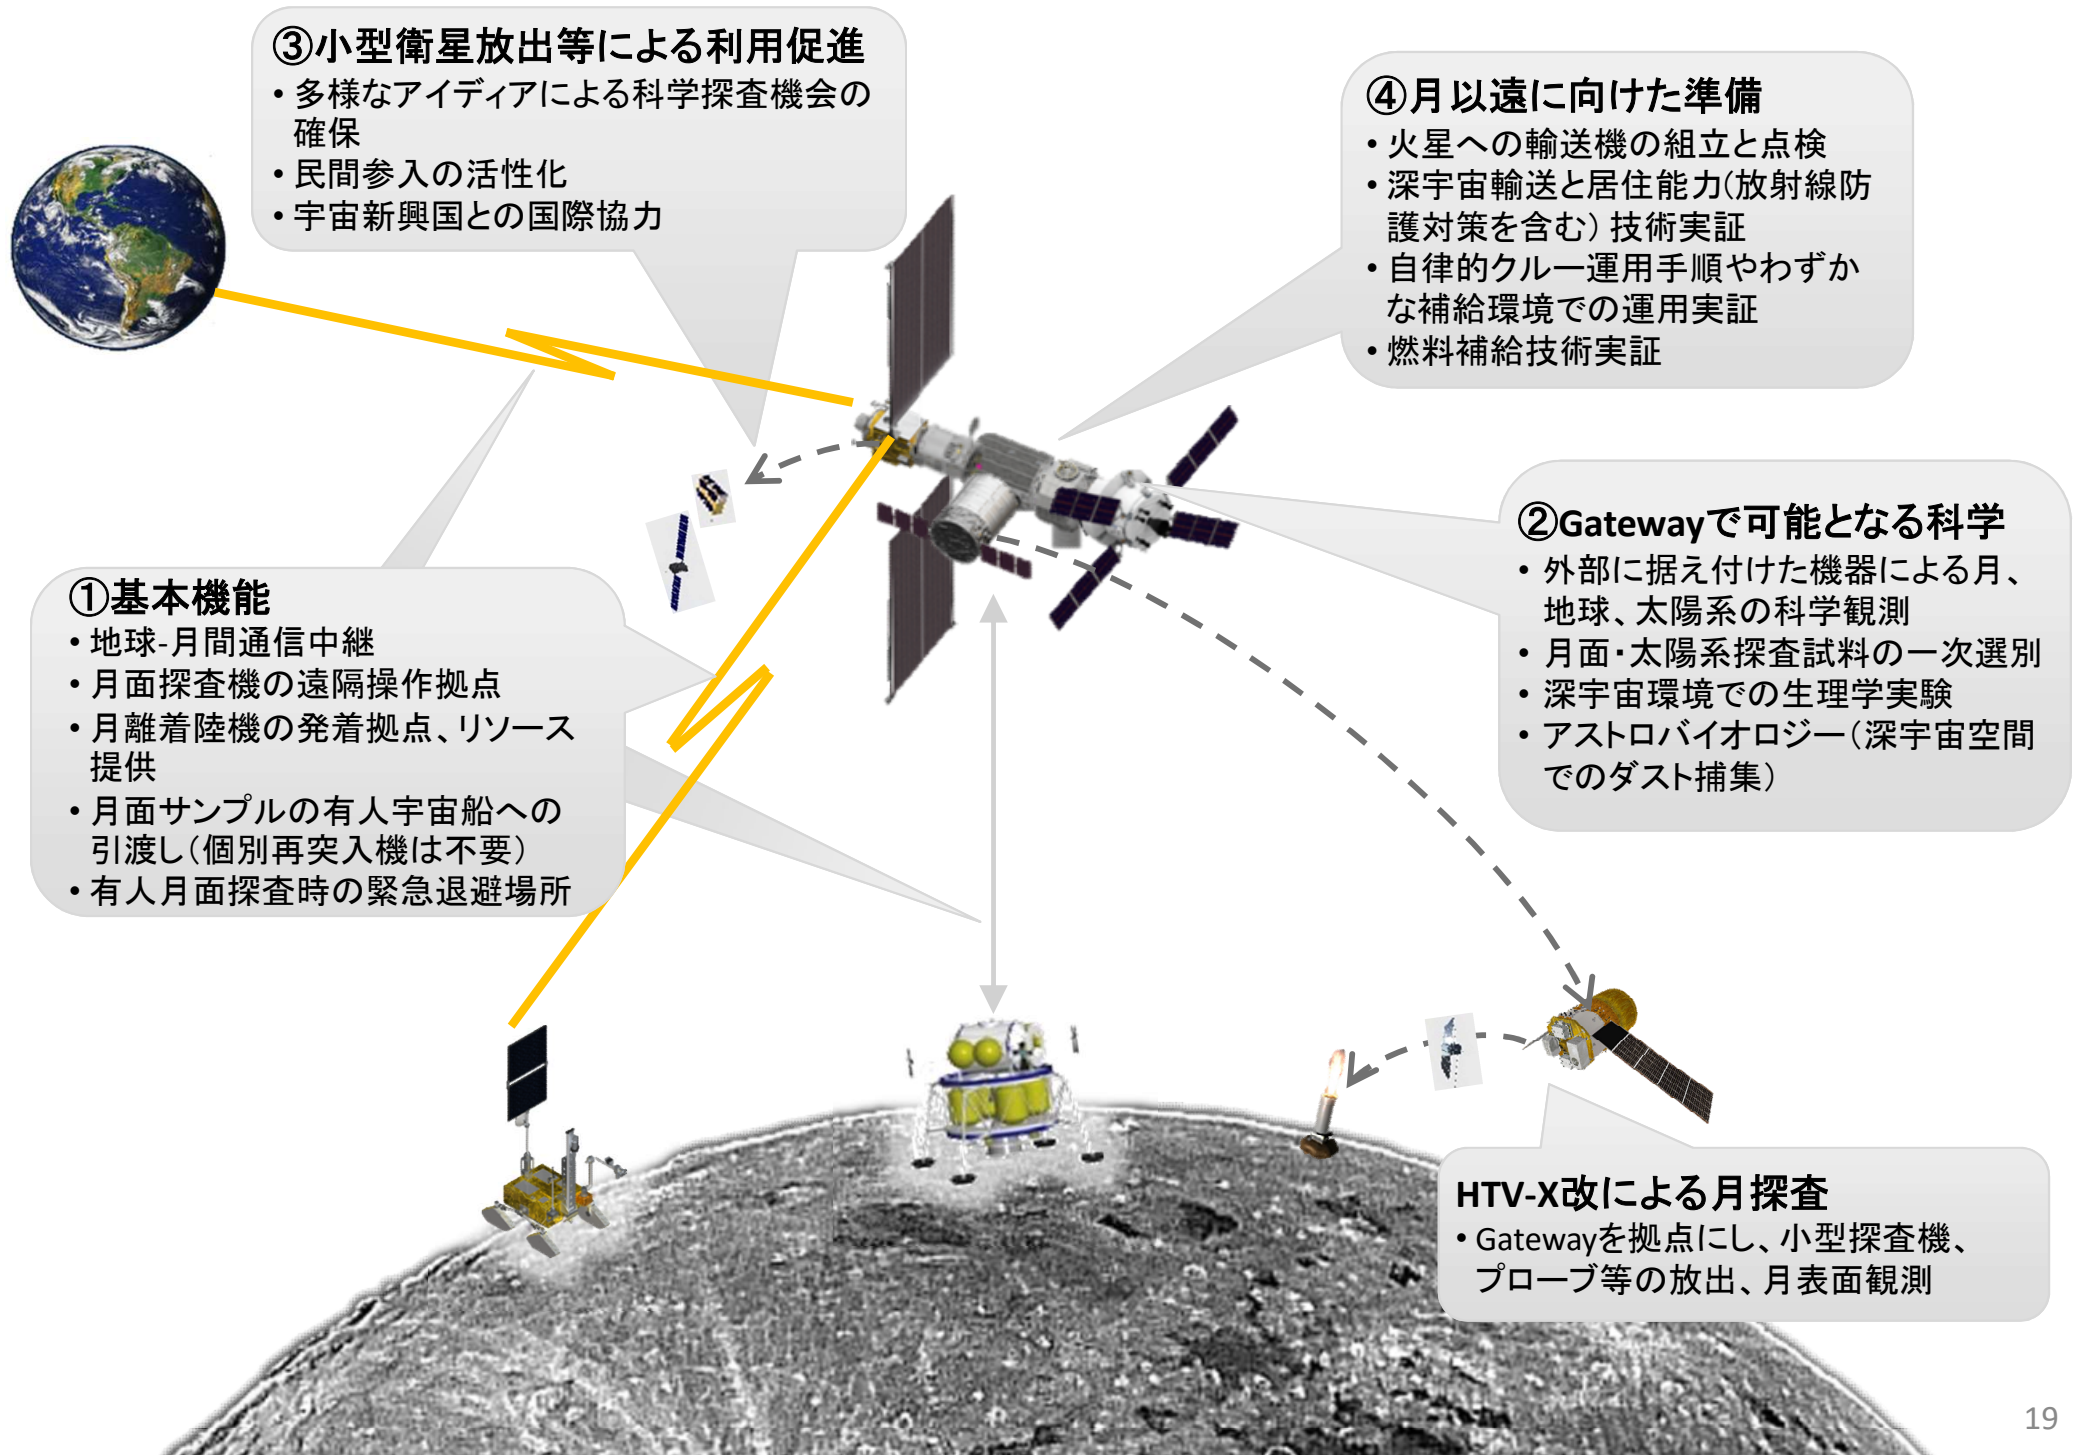 ③小型衛星放出等による利用促進
• 多様なアイディアによる科学探査機会の
確保
• 民間参入の活性化
• 宇宙新興国との国際協力
④月以遠に向けた準備
• 火星への輸送機の組立と点検
• 深宇宙輸送と居住能力(放射線防
護対策を含む) 技術実証
• 自律的クルー運用手順やわずか
な補給環境での運用実証
• 燃料補給技術実証
①基本機能
• 地球-月間通信中継
• 月面探査機の遠隔操作拠点
• 月離着陸機の発着拠点、リソース
提供
• 月面サンプルの有人宇宙船への
引渡し(個別再突入機は不要)
• 有人月面探査時の緊急退避場所
②Gatewayで可能となる科学
• 外部に据え付けた機器による月、
地球、太陽系の科学観測
• 月面・太陽系探査試料の一次選別
• 深宇宙環境での生理学実験
• アストロバイオロジー(深宇宙空間
でのダスト捕集)
HTV-X改による月探査
• Gatewayを拠点にし、小型探査機、
プローブ等の放出、月表面観測
19